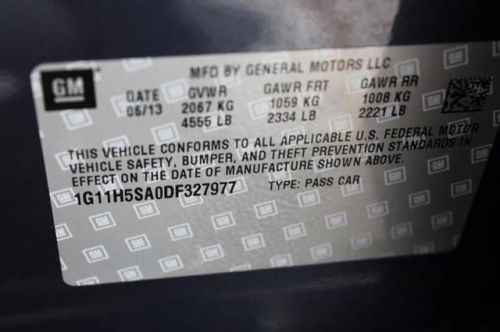 GM
MFD BY GENERAL MOTORS LLC
DATE GVWR GAWR FRT GAWR RR
06/13 2067 KG 1059 KG 1008 KG
4555 LB 2334 LB 2221 LB
THIS VEHICLE CONFORMS TO ALL APPLICABLE U.S. FEDERAL MOTOR
VEHICLE SAFETY, BUMPER, AND THEFT PREVENTION STANDARDS IN
EFFECT ON THE DATE OF MANUFACTURE SHOWN ABOVE.
1G11H5SA0DF327977 TYPE: PASS CAR